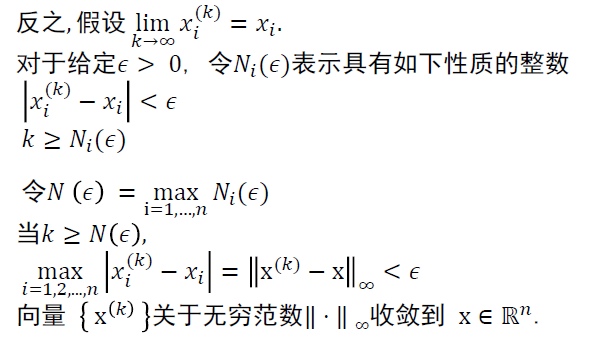 反之, 假设 lim_{k→∞} x_i^{(k)} = x_i.
对于给定ϵ > 0, 令N_i(ϵ)表示具有如下性质的整数
|x_i^{(k)} − x_i| < ϵ
k ≥ N_i(ϵ)
令N (ϵ) = max_{i=1,…,n} N_i(ϵ)
当k ≥ N(ϵ),
max_{i=1,2,…,n} |x_i^{(k)} − x_i| = ‖x^{(k)} − x‖_∞ < ϵ
向量 { x^{(k)} }关于无穷范数‖ · ‖_∞收敛到 x ∈ ℝ^n.